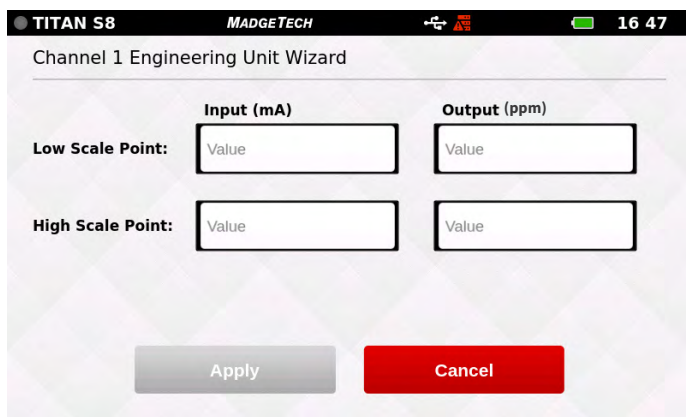 TITAN S8 MADGETECH 16 47
Channel 1 Engineering Unit Wizard
Input (mA) Output (ppm)
Low Scale Point: Value Value
High Scale Point: Value Value
Apply Cancel